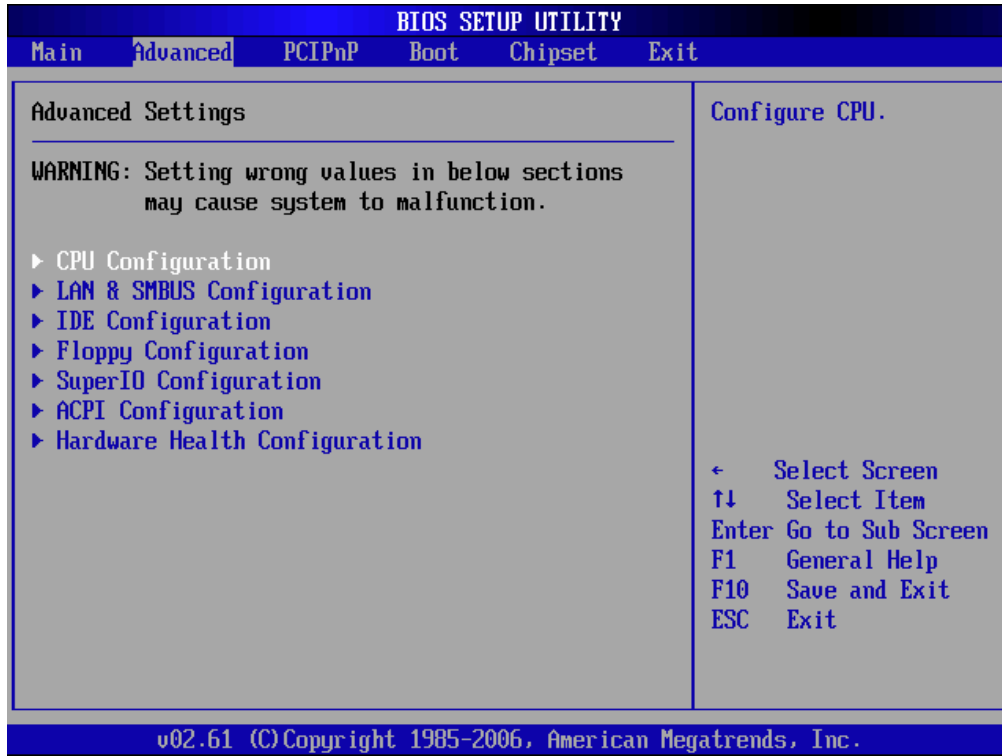 BIOS SETUP UTILITY
Main Advanced PCIPnP Boot Chipset Exit
Advanced Settings
WARNING: Setting wrong values in below sections
may cause system to malfunction.
CPU Configuration
LAN & SMBUS Configuration
IDE Configuration
Floppy Configuration
SuperIO Configuration
ACPI Configuration
Hardware Health Configuration
Configure CPU.
← Select Screen
↑↓ Select Item
Enter Go to Sub Screen
F1 General Help
F10 Save and Exit
ESC Exit
v02.61 (C)Copyright 1985-2006, American Megatrends, Inc.